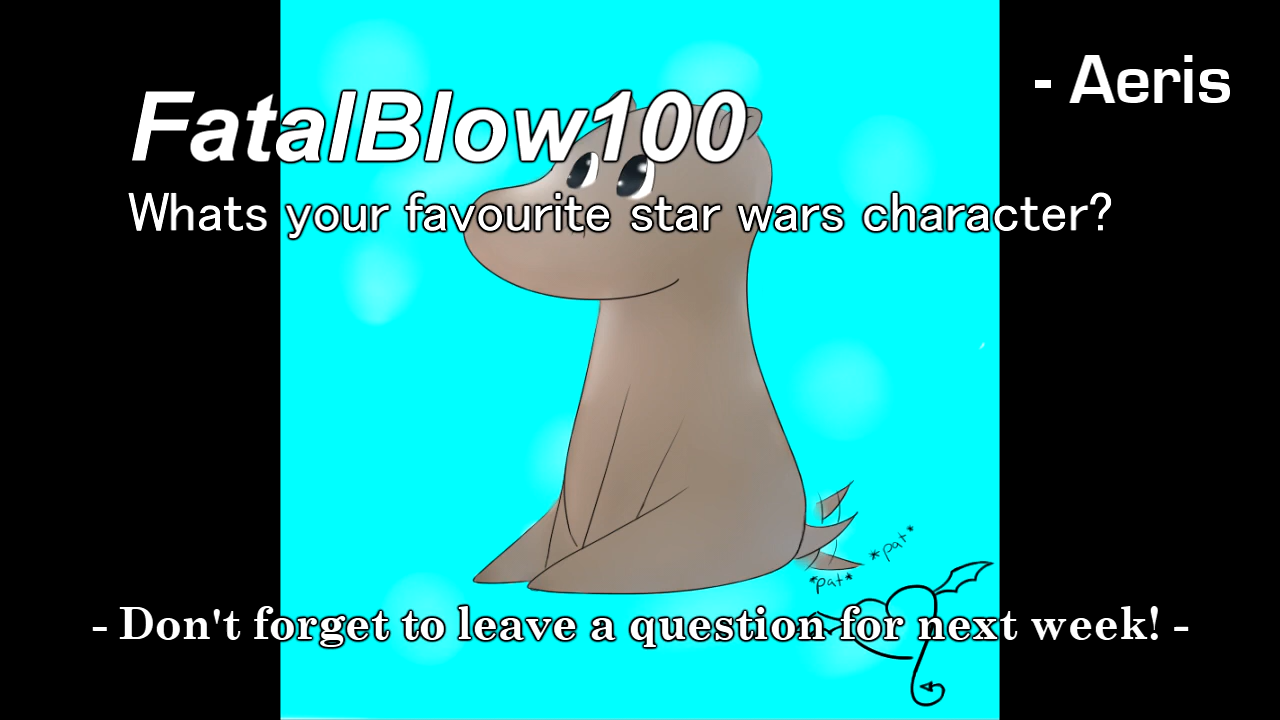 - Aeris
FatalBlow100
Whats your favourite star wars character?
*pat*
*pat*
- Don't forget to leave a question for next week! -